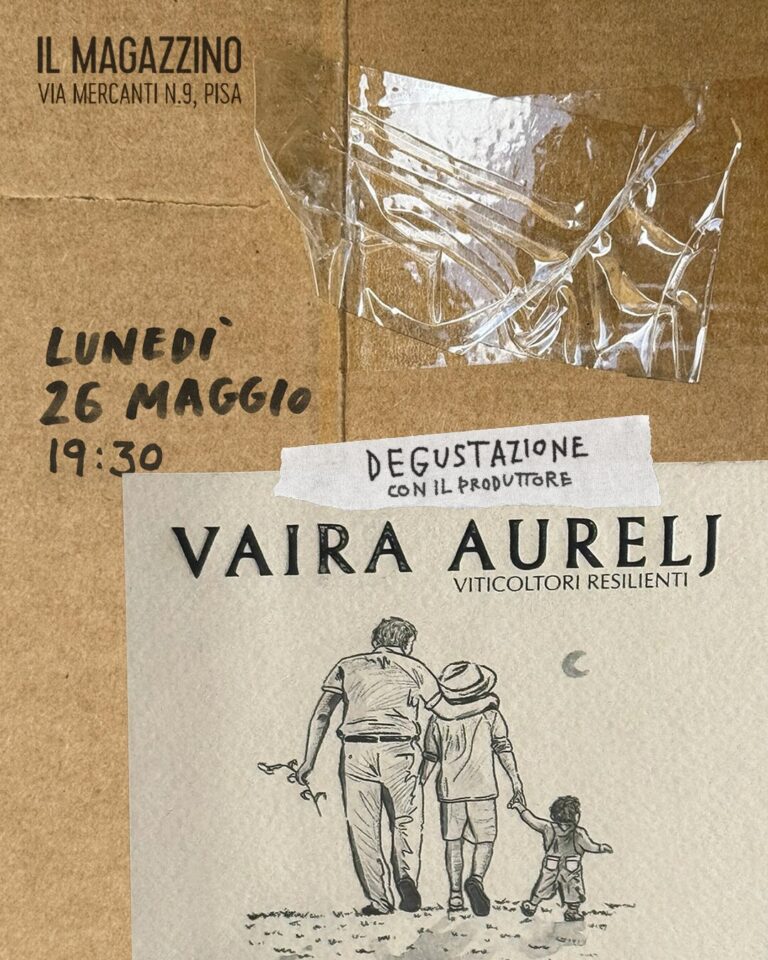 IL MAGAZZINO
VIA MERCANTI N.9, PISA
LUNEDÌ
26 MAGGIO
19:30
DEGUSTAZIONE
CON IL PRODUTTORE
VAIRA AURELJ
VITICOLTORI RESILIENTI